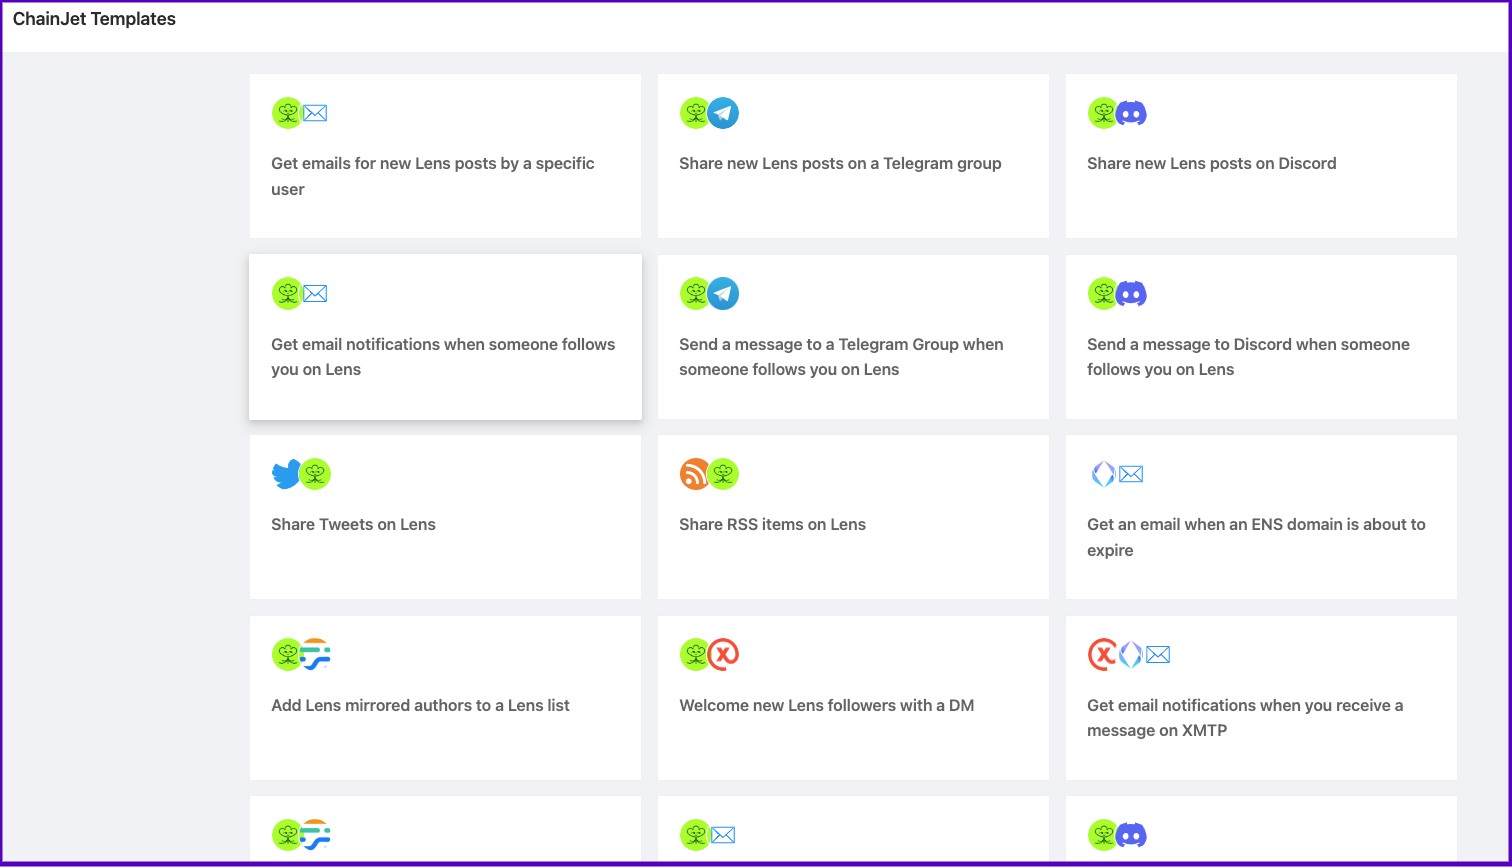 ChainJet Templates
Get emails for new Lens posts by a specific
user
Share new Lens posts on a Telegram group
Share new Lens posts on Discord
Get email notifications when someone follows
you on Lens
Send a message to a Telegram Group when
someone follows you on Lens
Send a message to Discord when someone
follows you on Lens
Share Tweets on Lens
Share RSS items on Lens
Get an email when an ENS domain is about to
expire
Add Lens mirrored authors to a Lens list
Welcome new Lens followers with a DM
Get email notifications when you receive a
message on XMTP